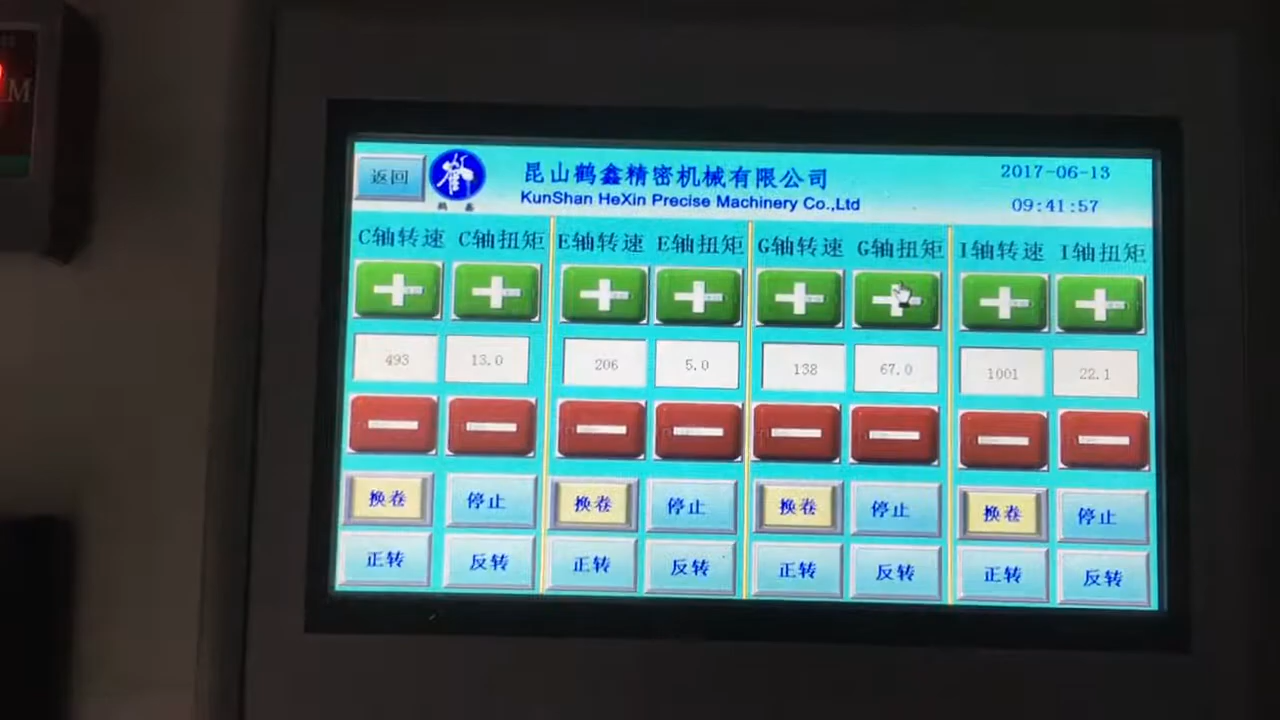 M
返回
鹤鑫
昆山鹤鑫精密机械有限公司
KunShan HeXin Precise Machinery Co.,Ltd
2017-06-13
09:41:57
C轴转速 C轴扭矩 E轴转速 E轴扭矩 G轴转速 G轴扭矩 I轴转速 I轴扭矩
493 13.0 206 5.0 138 67.0 1001 22.1
换卷 停止 换卷 停止 换卷 停止 换卷 停止
正转 反转 正转 反转 正转 反转 正转 反转